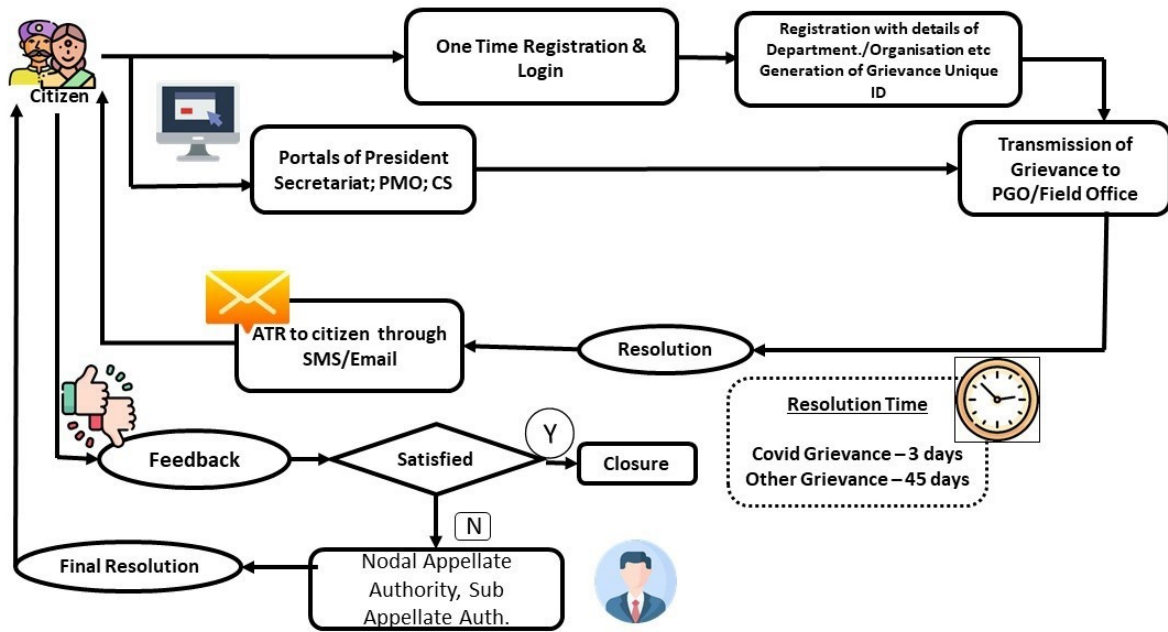 Citizen
One Time Registration &
Login
Registration with details of
Department./Organisation etc
Generation of Grievance Unique
ID
Portals of President
Secretariat; PMO; CS
Transmission of
Grievance to
PGO/Field Office
ATR to citizen through
SMS/Email
Resolution
Resolution Time
Covid Grievance – 3 days
Other Grievance – 45 days
Feedback
Satisfied
Y
Closure
N
Nodal Appellate
Authority, Sub
Appellate Auth.
Final Resolution